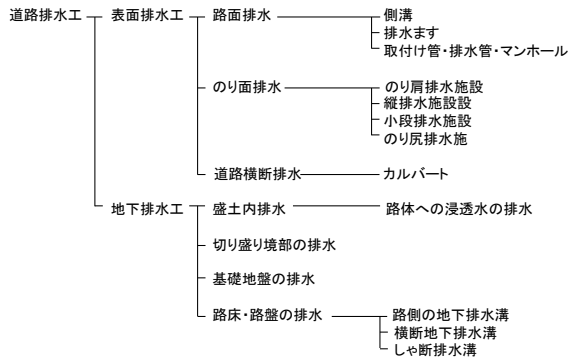 道路排水工 表面排水工 路面排水 側溝
排水ます
取付け管・排水管・マンホール
のり面排水 のり肩排水施設
縦排水施設設
小段排水施設
のり尻排水施
道路横断排水 カルバート
地下排水工 盛土内排水 路体への浸透水の排水
切り盛り境部の排水
基礎地盤の排水
路床・路盤の排水 路側の地下排水溝
横断地下排水溝
しゃ断排水溝